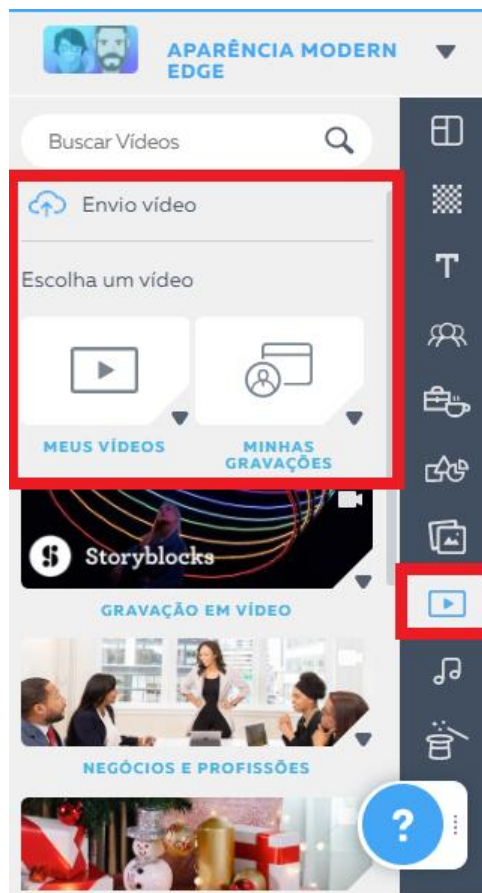 APARÊNCIA MODERN
EDGE
Buscar Vídeos
Envio vídeo
Escolha um vídeo
MEUS VÍDEOS
MINHAS
GRAVAÇÕES
Storyblocks
GRAVAÇÃO EM VÍDEO
NEGÓCIOS E PROFISSÕES
?